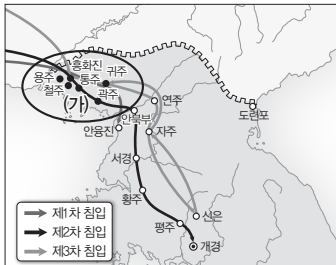 흥화진
용주
통주
귀주
철주
곽주
(가)
연주
안북부
도련포
안융진
자주
서경
황주
신은
평주
개경
제1차 침입
제2차 침입
제3차 침입